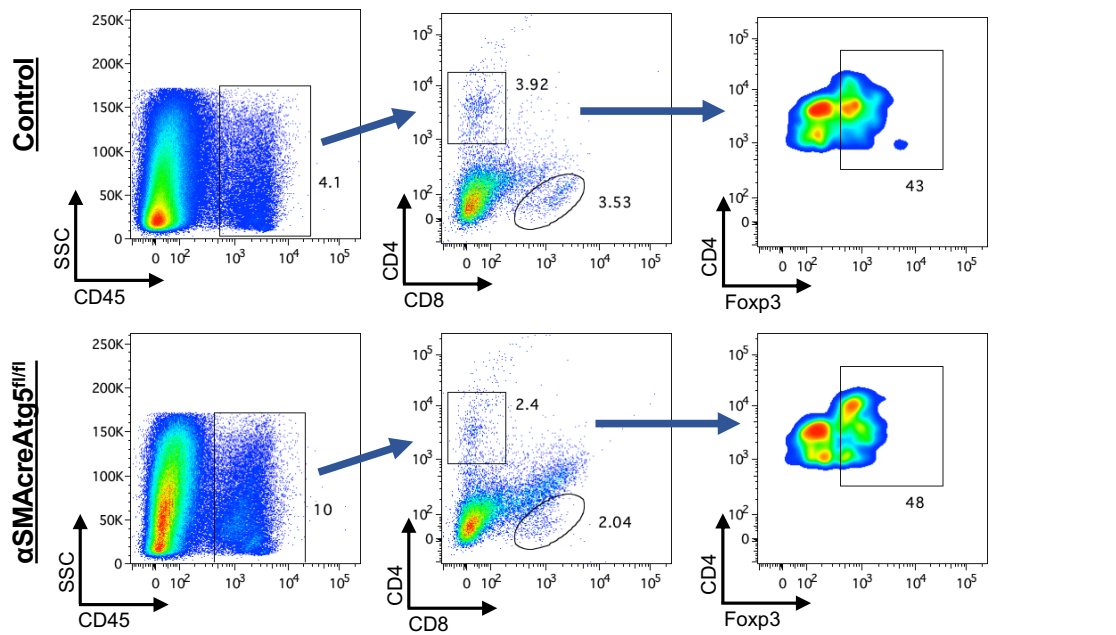 Control
250K
200K
150K
100K
50K
0
SSC
0 10² 10³ 10⁴ 10⁵
CD45
4.1
10⁵
10⁴
10³
10²
0
CD4
0 10² 10³ 10⁴ 10⁵
CD8
3.92
3.53
10⁵
10⁴
10³
10²
0
CD4
0 10² 10³ 10⁴ 10⁵
Foxp3
43
αSMAcreAtg5fl/fl
250K
200K
150K
100K
50K
0
SSC
0 10² 10³ 10⁴ 10⁵
CD45
10
10⁵
10⁴
10³
10²
0
CD4
0 10² 10³ 10⁴ 10⁵
CD8
2.4
2.04
10⁵
10⁴
10³
10²
0
CD4
0 10² 10³ 10⁴ 10⁵
Foxp3
48